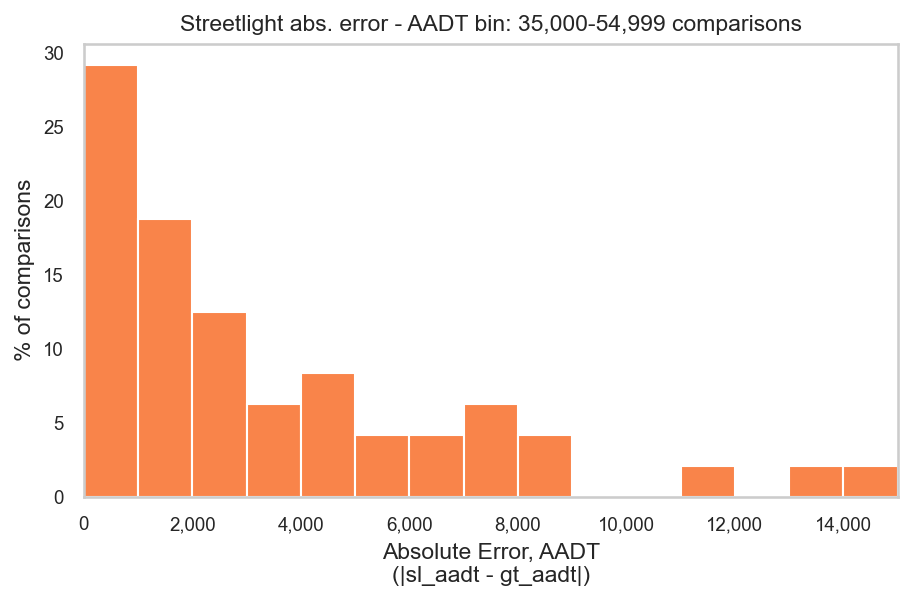 Streetlight abs. error - AADT bin: 35,000-54,999 comparisons
30
25
20
15
10
5
0
% of comparisons
0 2,000 4,000 6,000 8,000 10,000 12,000 14,000
Absolute Error, AADT
(|sl_aadt - gt_aadt|)